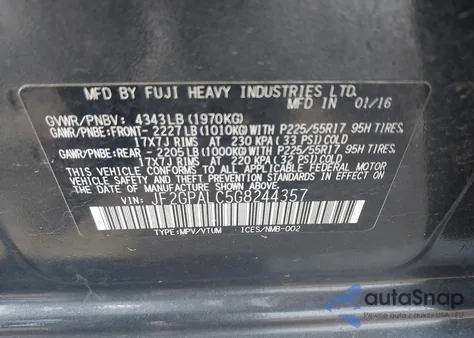 MFD BY FUJI HEAVY INDUSTRIES LTD.
MADE IN 01/16
GVWR/PNBV: 4343LB (1970KG)
GAWR/PNBE:FRONT- 2227LB(1010KG)WITH P225/55R17 95H TIRES.
17X7J RIMS AT 230 KPA( 33 PSI)COLD
GAWR/PNBE:REAR - 2205LB(1000KG)WITH P225/55R17 95H TIRES.
17X7J RIMS AT 220 KPA( 32 PSI)COLD
THIS VEHICLE CONFORMS TO ALL APPLICABLE FEDERAL MOTOR
VEHICLE SAFETY AND THEFT PREVENTION STANDARDS IN EFFECT
ON THE DATE OF MANUFACTURE SHOWN ABOVE.
VIN: JF2GPALC5G8244357
TYPE:MPV/VTUM ICES/NMB-002
autoSnap